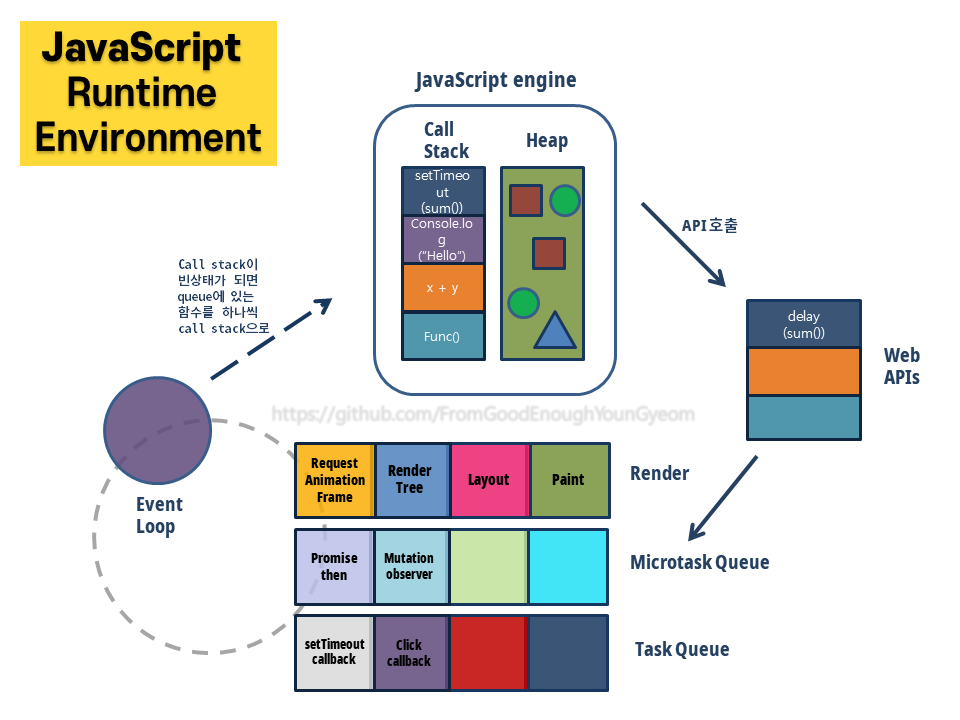 JavaScript
Runtime
Environment
JavaScript engine
Call
Stack
Heap
setTimeo
ut
(sum())
Console.lo
g
("Hello")
x + y
Func()
API 호출
Call stack이
빈상태가 되면
queue에 있는
함수를 하나씩
call stack으로
delay
(sum())
Web
APIs
https://github.com/FromGoodEnoughYounGyeom
Event
Loop
Request
Animation
Frame
Render
Tree
Layout
Paint
Render
Promise
then
Mutation
observer
Microtask Queue
setTimeout
callback
Click
callback
Task Queue